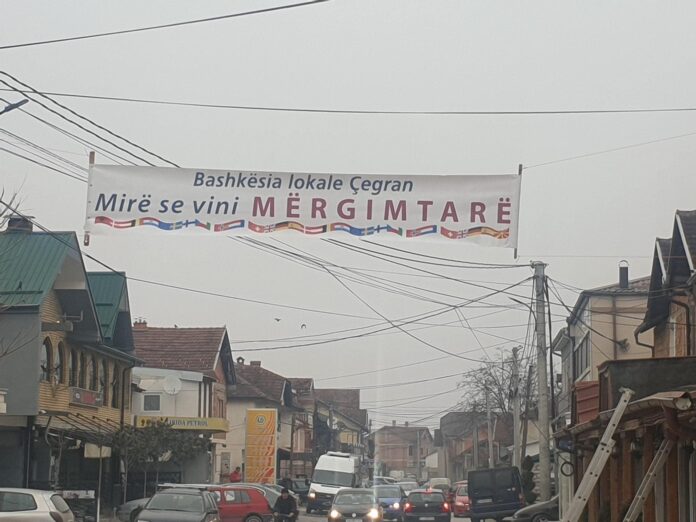 Bashkësia lokale Çegran
Mirë se vini MËRGIMTARË